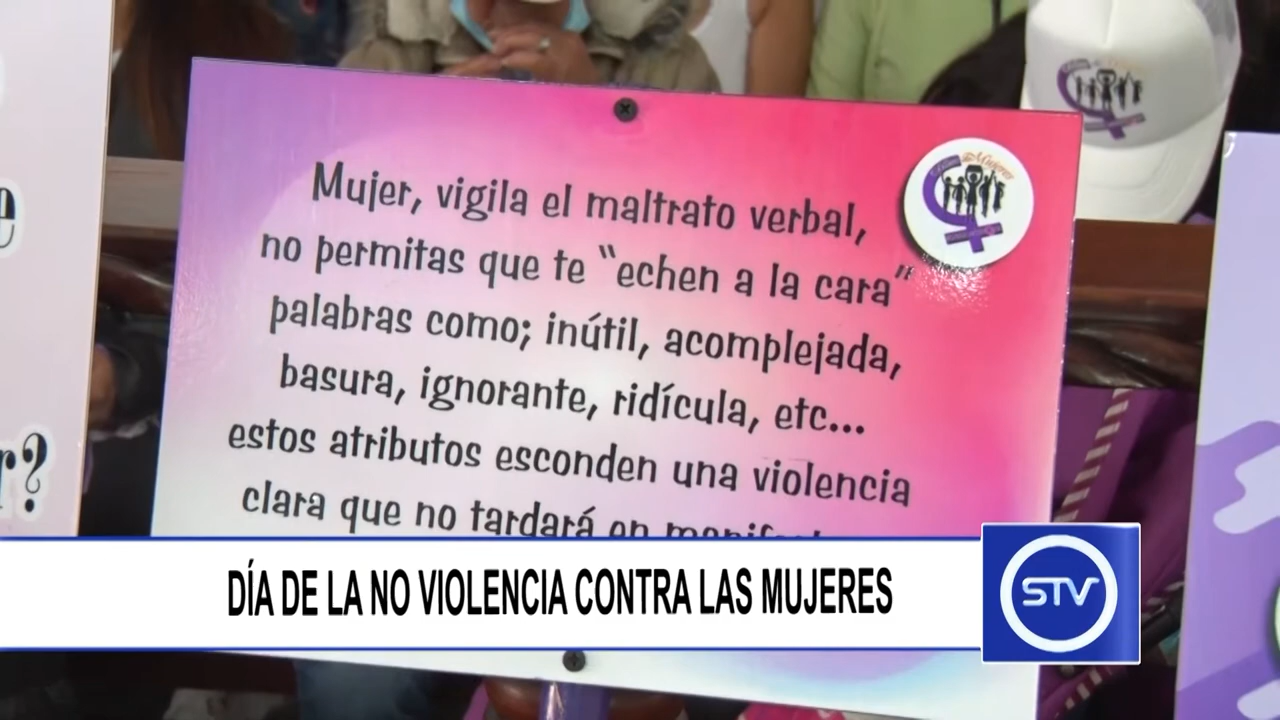 Mujer, vigila el maltrato verbal,
no permitas que te “echen a la cara”
palabras como; inútil, acomplejada,
basura, ignorante, ridícula, etc...
estos atributos esconden una violencia
clara que no tardará en
Mujeres
DÍA DE LA NO VIOLENCIA CONTRA LAS MUJERES
STV